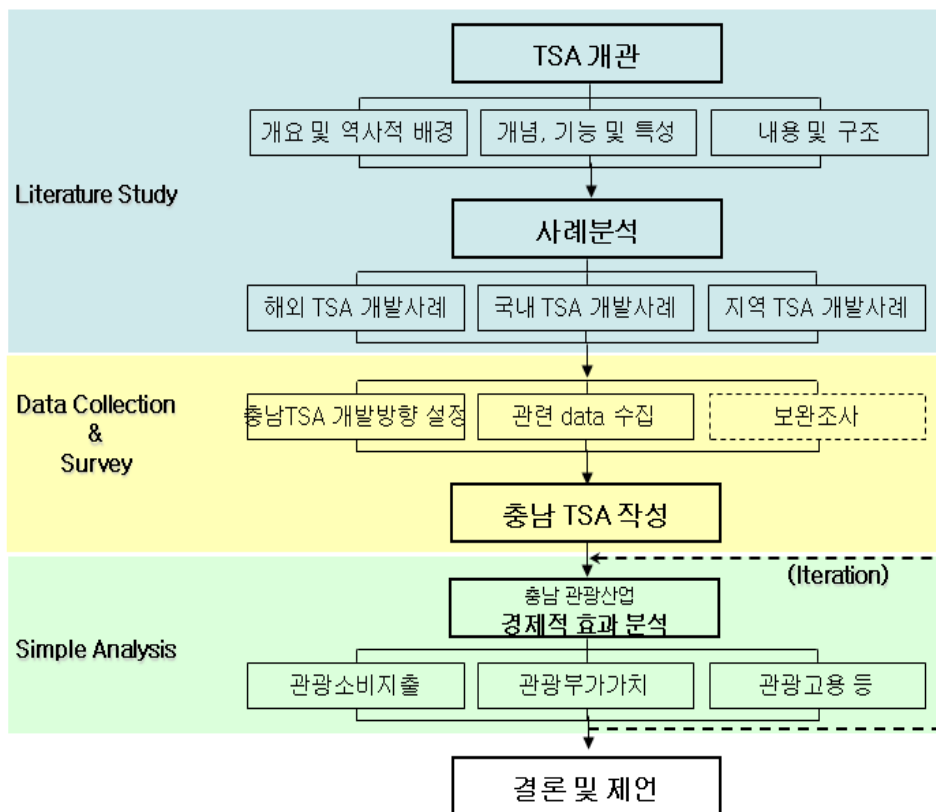 TSA 개관
개요 및 역사적 배경
개념, 기능 및 특성
내용 및 구조
Literature Study
사례분석
해외 TSA 개발사례
국내 TSA 개발사례
지역 TSA 개발사례
Data Collection
&
Survey
충남TSA 개발방향 설정
관련 data 수집
보완조사
충남 TSA 작성
(Iteration)
충남 관광산업
경제적 효과 분석
Simple Analysis
관광소비지출
관광부가가치
관광고용 등
결론 및 제언